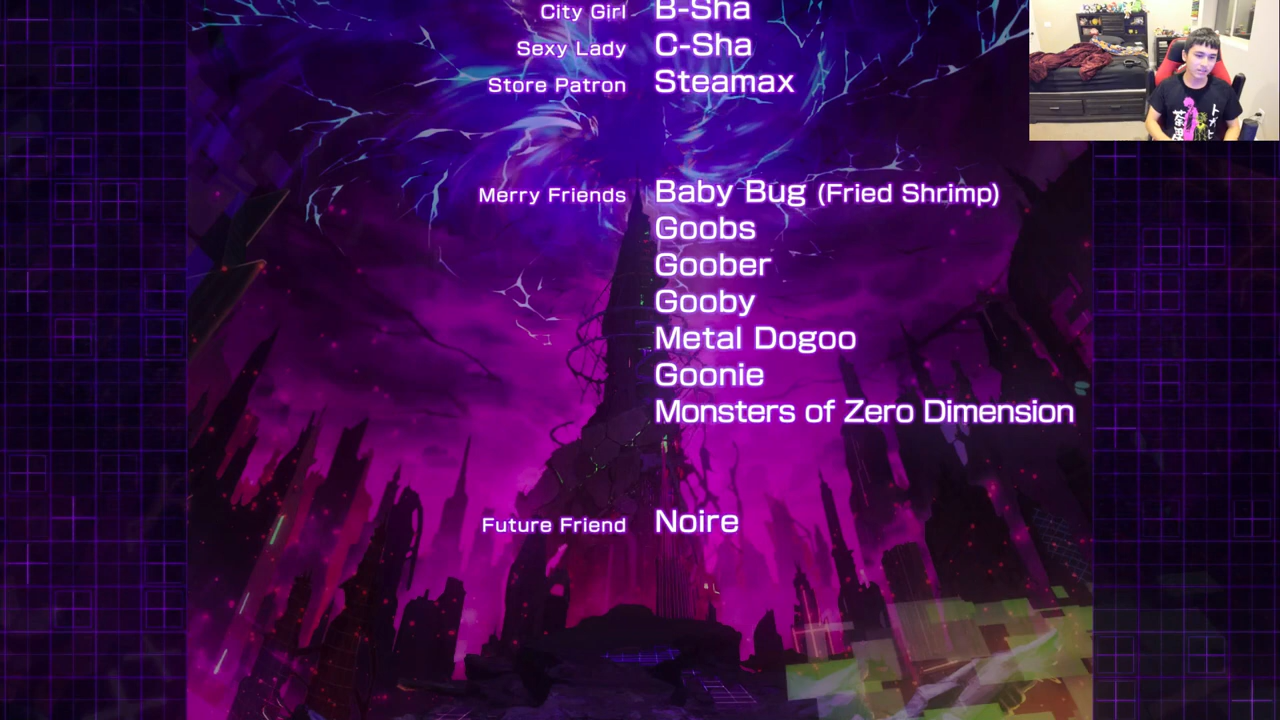 City Girl B-Sha
Sexy Lady C-Sha
Store Patron Steamax
Merry Friends Baby Bug (Fried Shrimp)
Goobs
Goober
Gooby
Metal Dogoo
Goonie
Monsters of Zero Dimension
Future Friend Noire